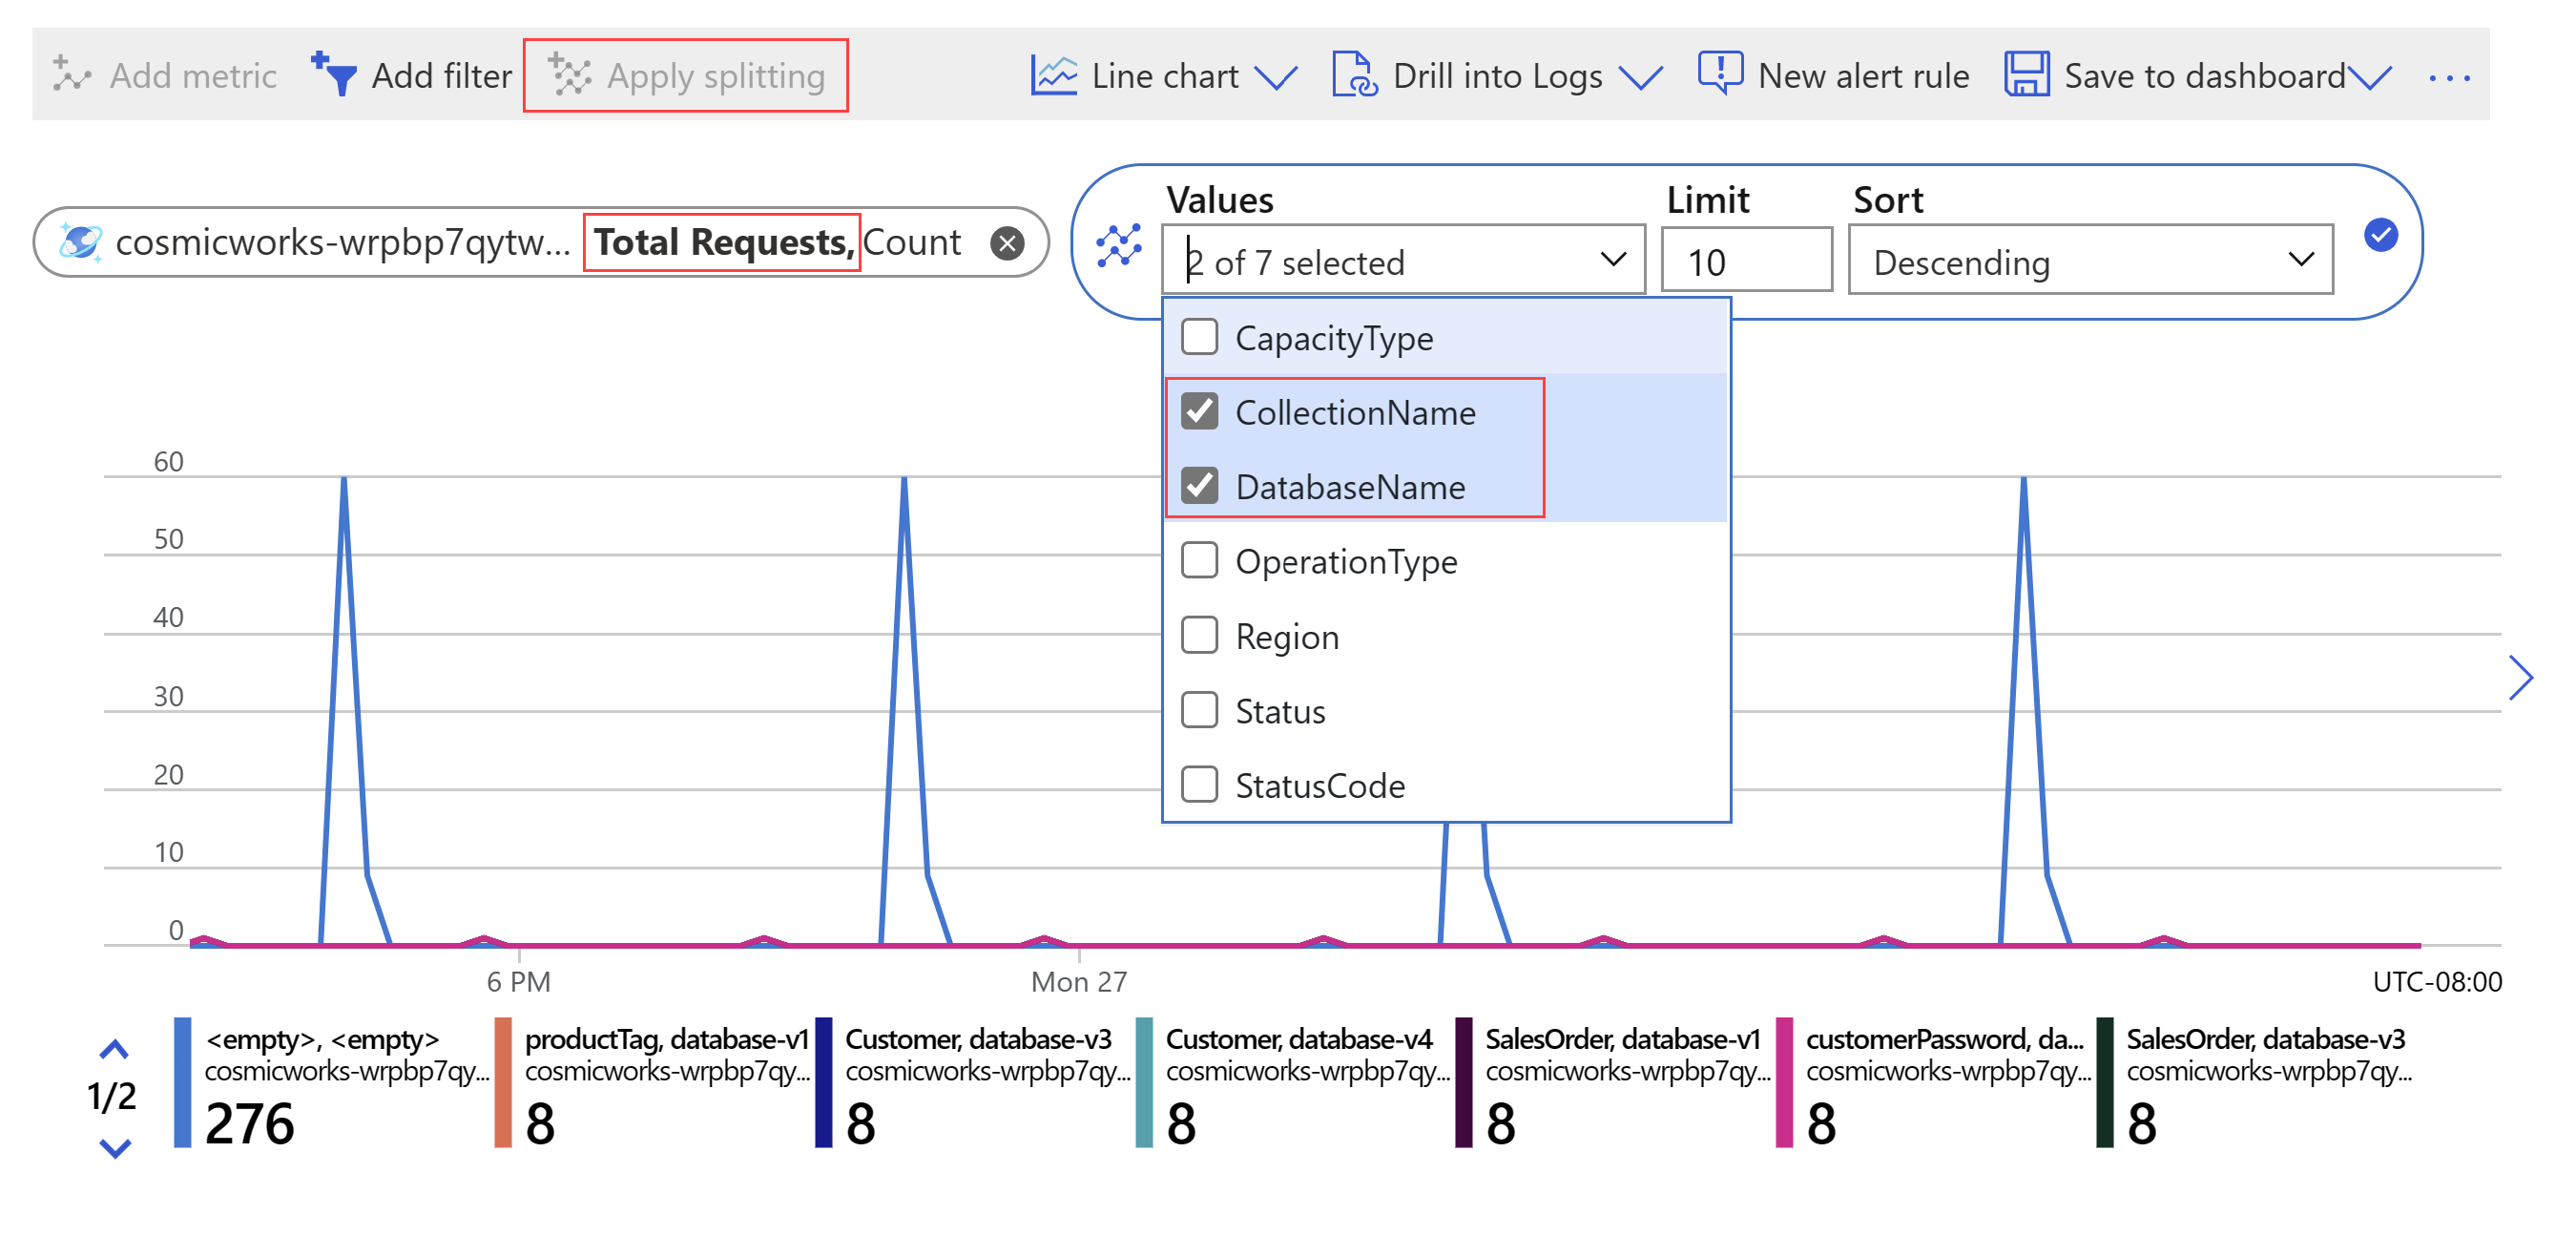 Add metric Add filter Apply splitting Line chart Drill into Logs New alert rule Save to dashboard ...
cosmicworks-wrpbp7qytw... Total Requests, Count
Values Limit Sort
2 of 7 selected 10 Descending
CapacityType
CollectionName
DatabaseName
OperationType
Region
Status
StatusCode
60
50
40
30
20
10
0
6 PM Mon 27 UTC-08:00
1/2
<empty>, <empty>
cosmicworks-wrpbp7qy...
276
productTag, database-v1
cosmicworks-wrpbp7qy...
8
Customer, database-v3
cosmicworks-wrpbp7qy...
8
Customer, database-v4
cosmicworks-wrpbp7qy...
8
SalesOrder, database-v1
cosmicworks-wrpbp7qy...
8
customerPassword, da...
cosmicworks-wrpbp7qy...
8
SalesOrder, database-v3
cosmicworks-wrpbp7qy...
8